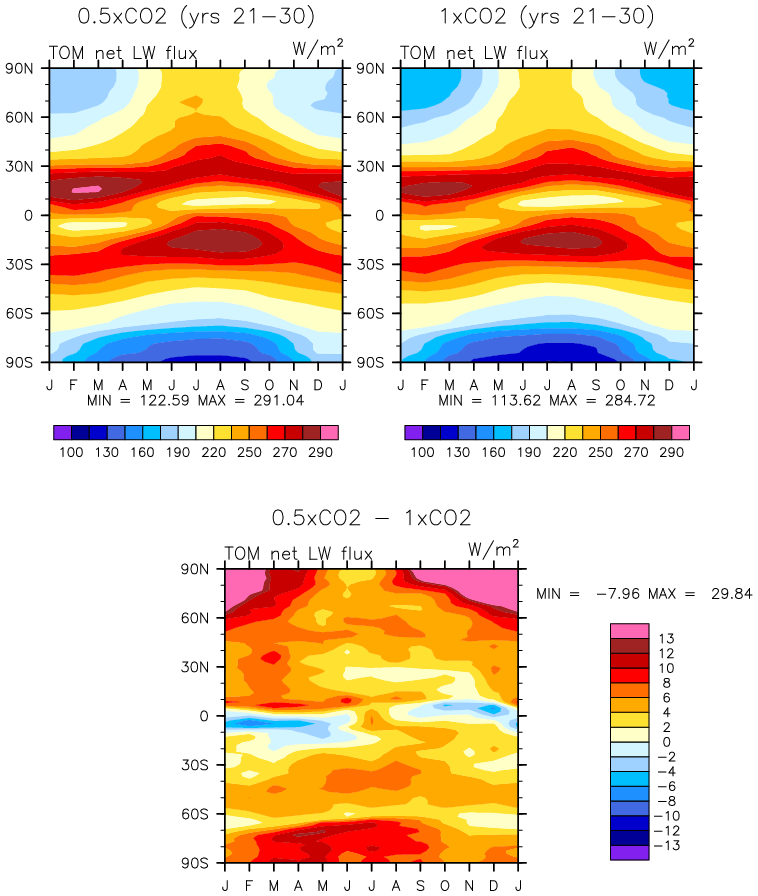 0.5xCO2 (yrs 21−30)
1xCO2 (yrs 21−30)
TOM net LW flux
W/m²
TOM net LW flux
W/m²
90N
60N
30N
0
30S
60S
90S
90N
60N
30N
0
30S
60S
90S
J F M A M J J A S O N D J
J F M A M J J A S O N D J
MIN = 122.59 MAX = 291.04
MIN = 113.62 MAX = 284.72
100 130 160 190 220 250 270 290
100 130 160 190 220 250 270 290
0.5xCO2 − 1xCO2
TOM net LW flux
W/m²
90N
60N
30N
0
30S
60S
90S
J F M A M J J A S O N D J
MIN = −7.96 MAX = 29.84
13
12
10
8
6
4
2
0
−2
−4
−6
−8
−10
−12
−13